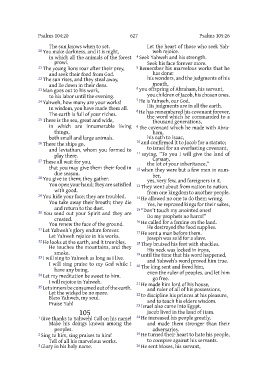 Psalms 104:20 627 Psalms 105:26
The sun knows when to set.
20 You make darkness, and it is night,
in which all the animals of the forest
prowl.
21 The young lions roar after their prey,
and seek their food from God.
22 The sun rises, and they steal away,
and lie down in their dens.
23 Man goes out to his work,
to his labor until the evening.
24 Yahweh, how many are your works!
In wisdom, you have made them all.
The earth is full of your riches.
25 There is the sea, great and wide,
in which are innumerable living
things,
both small and large animals.
26 There the ships go,
and leviathan, whom you formed to
play there.
27 These all wait for you,
that you may give them their food in
due season.
28 You give to them; they gather.
You open your hand; they are satisfied
with good.
29 You hide your face; they are troubled.
You take away their breath; they die
and return to the dust.
30 You send out your Spirit and they are
created.
You renew the face of the ground.
31 Let Yahweh's glory endure forever.
Let Yahweh rejoice in his works.
32 He looks at the earth, and it trembles.
He touches the mountains, and they
smoke.
33 I will sing to Yahweh as long as I live.
I will sing praise to my God while I
have any being.
34 Let my meditation be sweet to him.
I will rejoice in Yahweh.
35 Let sinners be consumed out of the earth.
Let the wicked be no more.
Bless Yahweh, my soul.
Praise Yah!
105
1 Give thanks to Yahweh! Call on his name!
Make his doings known among the
peoples.
2 Sing to him, sing praises to him!
Tell of all his marvelous works.
3 Glory in his holy name.
Let the heart of those who seek Yah-
weh rejoice.
4 Seek Yahweh and his strength.
Seek his face forever more.
5 Remember his marvelous works that he
has done:
his wonders, and the judgments of his
mouth,
6 you offspring of Abraham, his servant,
you children of Jacob, his chosen ones.
7 He is Yahweh, our God.
His judgments are in all the earth.
8 He has remembered his covenant forever,
the word which he commanded to a
thousand generations,
9 the covenant which he made with Abra-
ham,
his oath to Isaac,
10 and confirmed it to Jacob for a statute;
to Israel for an everlasting covenant,
11 saying, "To you I will give the land of
Canaan,
the lot of your inheritance,"
12 when they were but a few men in num-
ber,
yes, very few, and foreigners in it.
13 They went about from nation to nation,
from one kingdom to another people.
14 He allowed no one to do them wrong.
Yes, he reproved kings for their sakes,
15 "Don't touch my anointed ones!
Do my prophets no harm!"
16 He called for a famine on the land.
He destroyed the food supplies.
17 He sent a man before them.
Joseph was sold for a slave.
18 They bruised his feet with shackles.
His neck was locked in irons,
19 until the time that his word happened,
and Yahweh's word proved him true.
20 The king sent and freed him,
even the ruler of peoples, and let him
go free.
21 He made him lord of his house,
and ruler of all of his possessions,
22 to discipline his princes at his pleasure,
and to teach his elders wisdom.
23 Israel also came into Egypt.
Jacob lived in the land of Ham.
24 He increased his people greatly,
and made them stronger than their
adversaries.
25 He turned their heart to hate his people,
to conspire against his servants.
26 He sent Moses, his servant,